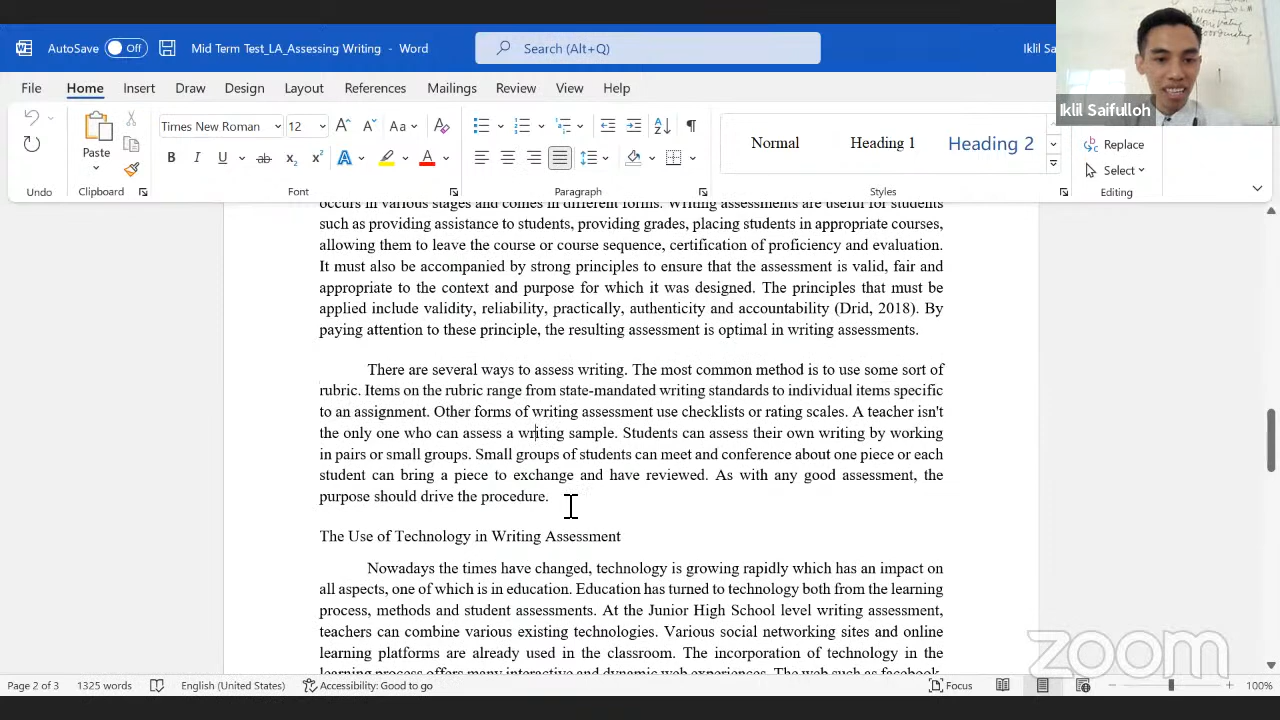 AutoSave Off Mid Term Test_LA_Assessing Writing - Word Search (Alt+Q) Iklil Sa
File Home Insert Draw Design Layout References Mailings Review View Help
Iklil Saifulloh
Times New Roman 12 Aa
Paste
Normal Heading 1 Heading 2
Replace
Select
Undo Clipboard Font Paragraph Styles Editing
occurs in various stages and comes in different forms. Writing assessments are useful for students
such as providing assistance to students, providing grades, placing students in appropriate courses,
allowing them to leave the course or course sequence, certification of proficiency and evaluation.
It must also be accompanied by strong principles to ensure that the assessment is valid, fair and
appropriate to the context and purpose for which it was designed. The principles that must be
applied include validity, reliability, practically, authenticity and accountability (Drid, 2018). By
paying attention to these principle, the resulting assessment is optimal in writing assessments.
There are several ways to assess writing. The most common method is to use some sort of
rubric. Items on the rubric range from state-mandated writing standards to individual items specific
to an assignment. Other forms of writing assessment use checklists or rating scales. A teacher isn't
the only one who can assess a writing sample. Students can assess their own writing by working
in pairs or small groups. Small groups of students can meet and conference about one piece or each
student can bring a piece to exchange and have reviewed. As with any good assessment, the
purpose should drive the procedure.
The Use of Technology in Writing Assessment
Nowadays the times have changed, technology is growing rapidly which has an impact on
all aspects, one of which is in education. Education has turned to technology both from the learning
process, methods and student assessments. At the Junior High School level writing assessment,
teachers can combine various existing technologies. Various social networking sites and online
learning platforms are already used in the classroom. The incorporation of technology in the
learning process offers many interactive and dynamic web experiences. The web such as facebook,
zoom
Page 2 of 3 1325 words English (United States) Accessibility: Good to go Focus 100%